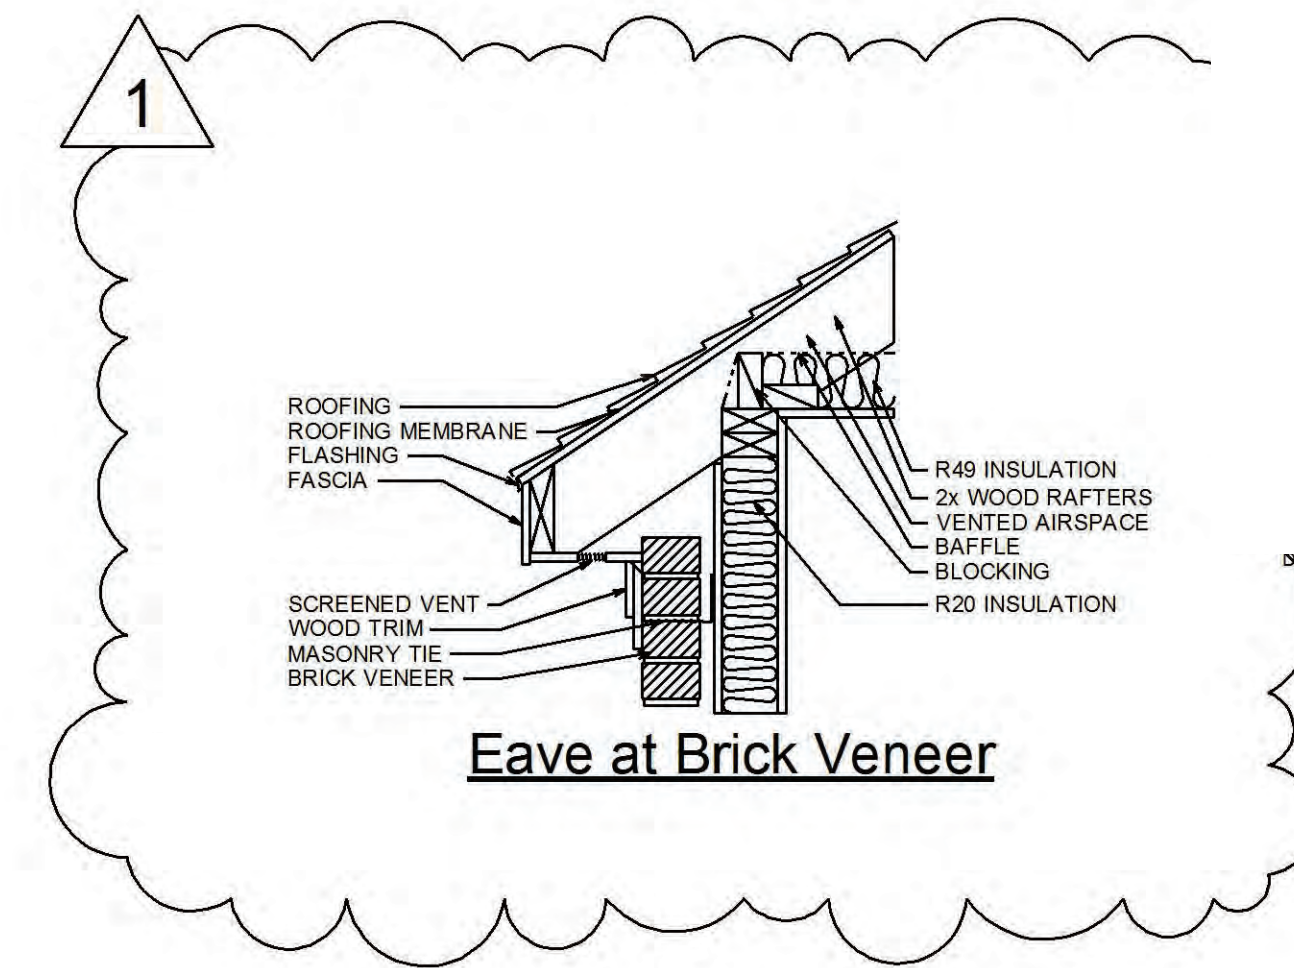 1
ROOFING
ROOFING MEMBRANE
FLASHING
FASCIA
SCREENED VENT
WOOD TRIM
MASONRY TIE
BRICK VENEER
R49 INSULATION
2x WOOD RAFTERS
VENTED AIRSPACE
BAFFLE
BLOCKING
R20 INSULATION
Eave at Brick Veneer